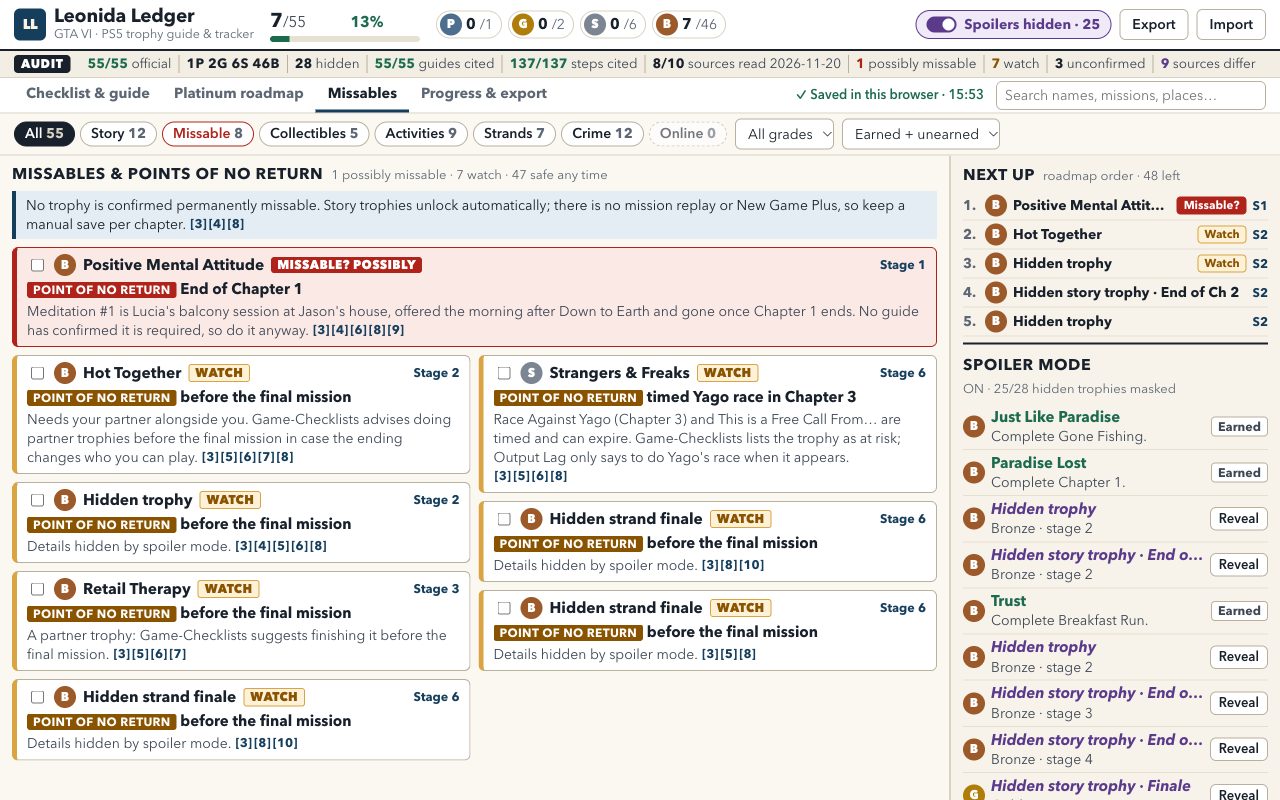 LL
Leonida Ledger
GTA VI · PS5 trophy guide & tracker
7/55 13%
P 0 /1 G 0 /2 S 0 /6 B 7 /46
Spoilers hidden · 25
Export
Import
AUDIT 55/55 official 1P 2G 6S 46B 28 hidden 55/55 guides cited 137/137 steps cited 8/10 sources read 2026-11-20 1 possibly missable 7 watch 3 unconfirmed 9 sources differ
Checklist & guide Platinum roadmap Missables Progress & export
✓ Saved in this browser · 15:53
Search names, missions, places…
All 55 Story 12 Missable 8 Collectibles 5 Activities 9 Strands 7 Crime 12 Online 0 All grades Earned + unearned
MISSABLES & POINTS OF NO RETURN 1 possibly missable · 7 watch · 47 safe any time
No trophy is confirmed permanently missable. Story trophies unlock automatically; there is no mission replay or New Game Plus, so keep a
manual save per chapter. [3][4][8]
B Positive Mental Attitude MISSABLE? POSSIBLY Stage 1
POINT OF NO RETURN End of Chapter 1
Meditation #1 is Lucia's balcony session at Jason's house, offered the morning after Down to Earth and gone once Chapter 1 ends. No guide
has confirmed it is required, so do it anyway. [3][4][6][8][9]
B Hot Together WATCH Stage 2
POINT OF NO RETURN before the final mission
Needs your partner alongside you. Game-Checklists advises doing
partner trophies before the final mission in case the ending
changes who you can play. [3][5][6][7][8]
B Hidden trophy WATCH Stage 2
POINT OF NO RETURN before the final mission
Details hidden by spoiler mode. [3][4][5][6][8]
B Retail Therapy WATCH Stage 3
POINT OF NO RETURN before the final mission
A partner trophy: Game-Checklists suggests finishing it before the
final mission. [3][5][6][7]
B Hidden strand finale WATCH Stage 6
POINT OF NO RETURN before the final mission
Details hidden by spoiler mode. [3][8][10]
S Strangers & Freaks WATCH Stage 6
POINT OF NO RETURN timed Yago race in Chapter 3
Race Against Yago (Chapter 3) and This is a Free Call From… are
timed and can expire. Game-Checklists lists the trophy as at risk;
Output Lag only says to do Yago's race when it appears.
[3][5][6][8]
B Hidden strand finale WATCH Stage 6
POINT OF NO RETURN before the final mission
Details hidden by spoiler mode. [3][8][10]
B Hidden strand finale WATCH Stage 6
POINT OF NO RETURN before the final mission
Details hidden by spoiler mode. [3][5][8]
NEXT UP roadmap order · 48 left
1. B Positive Mental Attit… Missable? S1
2. B Hot Together Watch S2
3. B Hidden trophy Watch S2
4. B Hidden story trophy · End of Ch 2 S2
5. B Hidden trophy S2
SPOILER MODE
ON · 25/28 hidden trophies masked
B Just Like Paradise Earned
Complete Gone Fishing.
B Paradise Lost Earned
Complete Chapter 1.
B Hidden trophy Reveal
Bronze · stage 2
B Hidden story trophy · End o… Reveal
Bronze · stage 2
B Trust Earned
Complete Breakfast Run.
B Hidden trophy Reveal
Bronze · stage 2
B Hidden story trophy · End o… Reveal
Bronze · stage 3
B Hidden story trophy · End o… Reveal
Bronze · stage 4
G Hidden story trophy · Finale Reveal